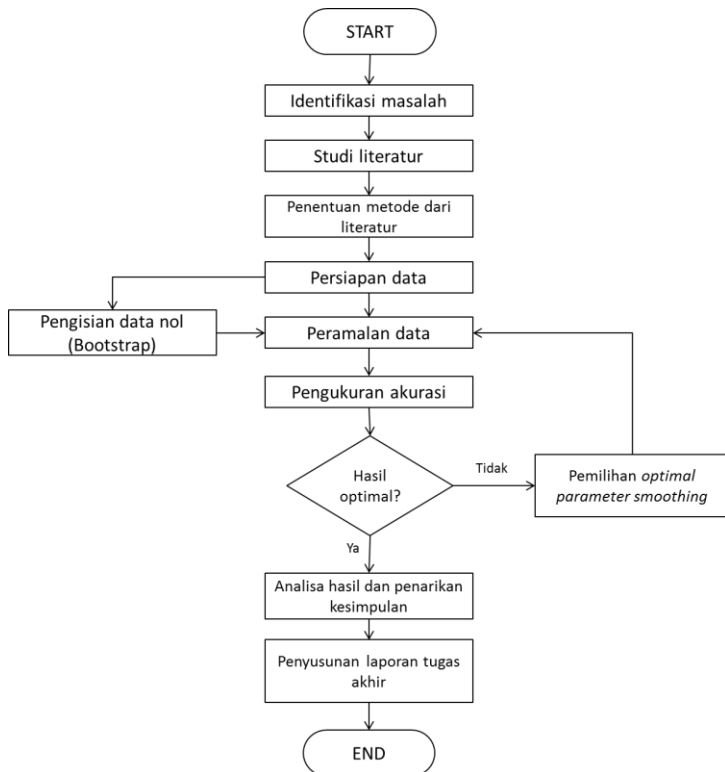 START
Identifikasi masalah
Studi literatur
Penentuan metode dari
literatur
Persiapan data
Pengisian data nol
(Bootstrap)
Peramalan data
Pengukuran akurasi
Hasil
optimal?
Tidak
Pemilihan optimal
parameter smoothing
Ya
Analisa hasil dan penarikan
kesimpulan
Penyusunan laporan tugas
akhir
END